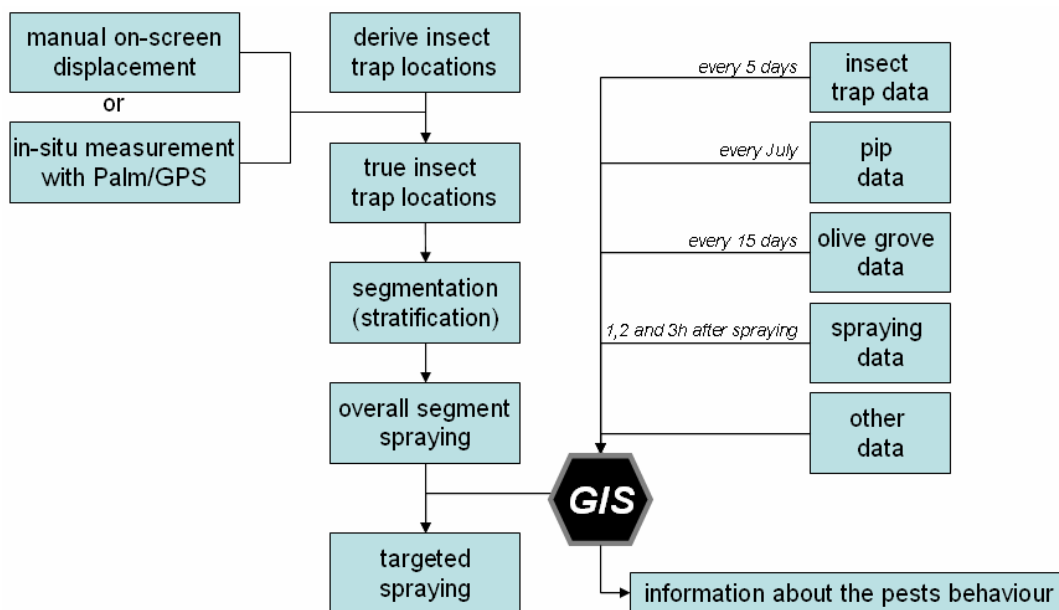 manual on-screen
displacement
or
in-situ measurement
with Palm/GPS
derive insect
trap locations
true insect
trap locations
segmentation
(stratification)
overall segment
spraying
targeted
spraying
every 5 days
insect
trap data
every July
pip
data
every 15 days
olive grove
data
1,2 and 3h after spraying
spraying
data
other
data
GIS
information about the pests behaviour